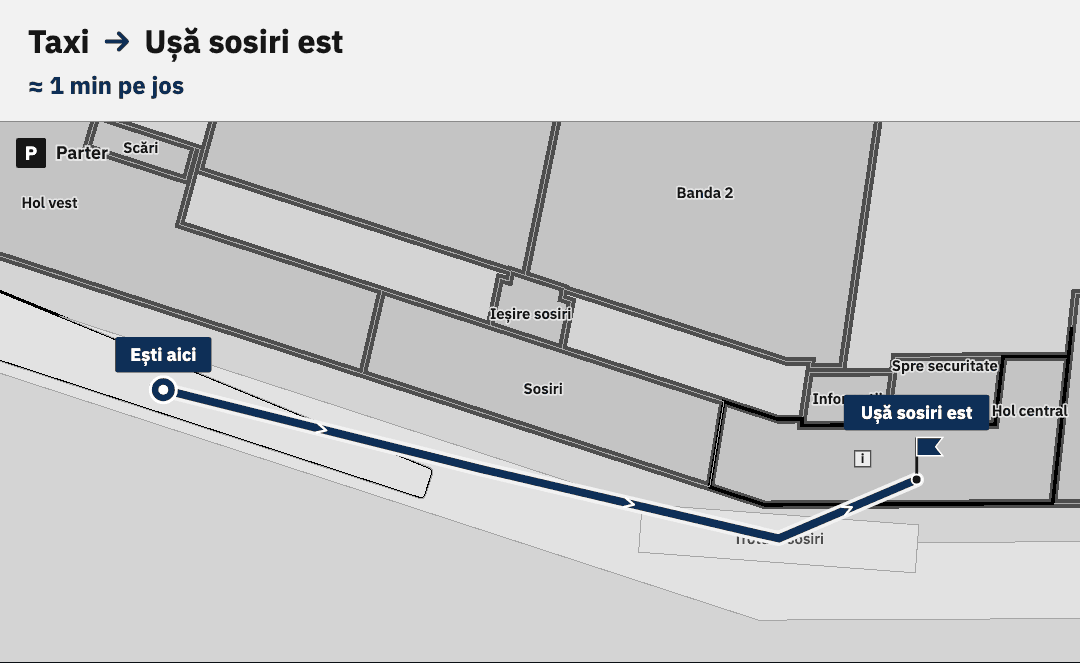 Taxi → Ușă sosiri est
≈ 1 min pe jos
P Parter
Scări
Hol vest
Banda 2
Ieșire sosiri
Ești aici
Spre securitate
Sosiri
Hol central
Ușă sosiri est
i
sosiri